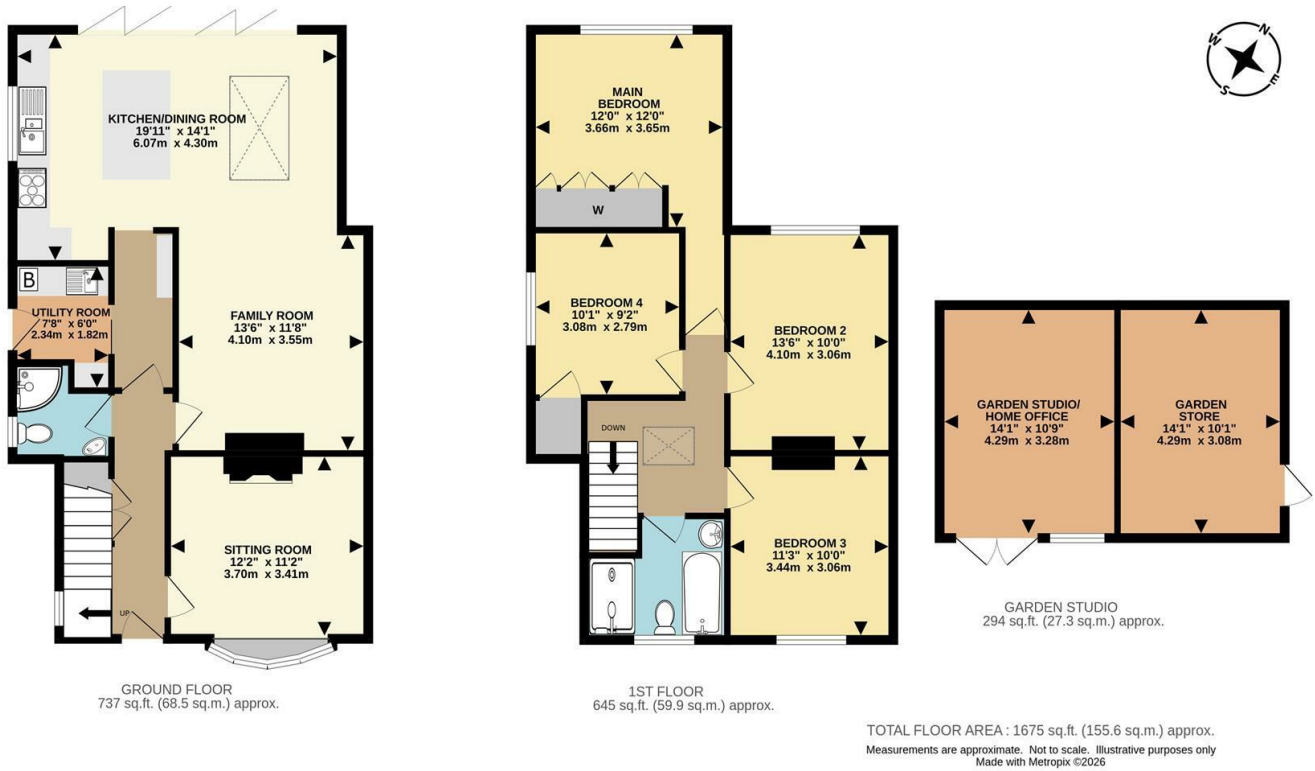 KITCHEN/DINING ROOM
19'11" x 14'1"
6.07m x 4.30m
B
UTILITY ROOM
7'8" x 6'0"
2.34m x 1.82m
FAMILY ROOM
13'6" x 11'8"
4.10m x 3.55m
SITTING ROOM
12'2" x 11'2"
3.70m x 3.41m
UP
GROUND FLOOR
737 sq.ft. (68.5 sq.m.) approx.
MAIN
BEDROOM
12'0" x 12'0"
3.66m x 3.65m
W
BEDROOM 4
10'1" x 9'2"
3.08m x 2.79m
BEDROOM 2
13'6" x 10'0"
4.10m x 3.06m
DOWN
BEDROOM 3
11'3" x 10'0"
3.44m x 3.06m
1ST FLOOR
645 sq.ft. (59.9 sq.m.) approx.
N
W
E
S
GARDEN STUDIO/
HOME OFFICE
14'1" x 10'9"
4.29m x 3.28m
GARDEN
STORE
14'1" x 10'1"
4.29m x 3.08m
GARDEN STUDIO
294 sq.ft. (27.3 sq.m.) approx.
TOTAL FLOOR AREA : 1675 sq.ft. (155.6 sq.m.) approx.
Measurements are approximate. Not to scale. Illustrative purposes only
Made with Metropix ©2026